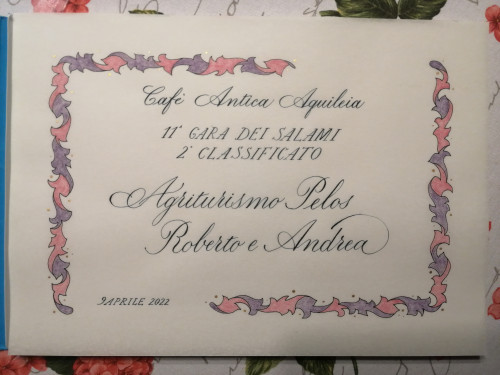 Café Antica Aquileia
11ª GARA DEI SALAMI
2° CLASSIFICATO
Agriturismo Pelos
Roberto e Andrea
9 APRILE 2022